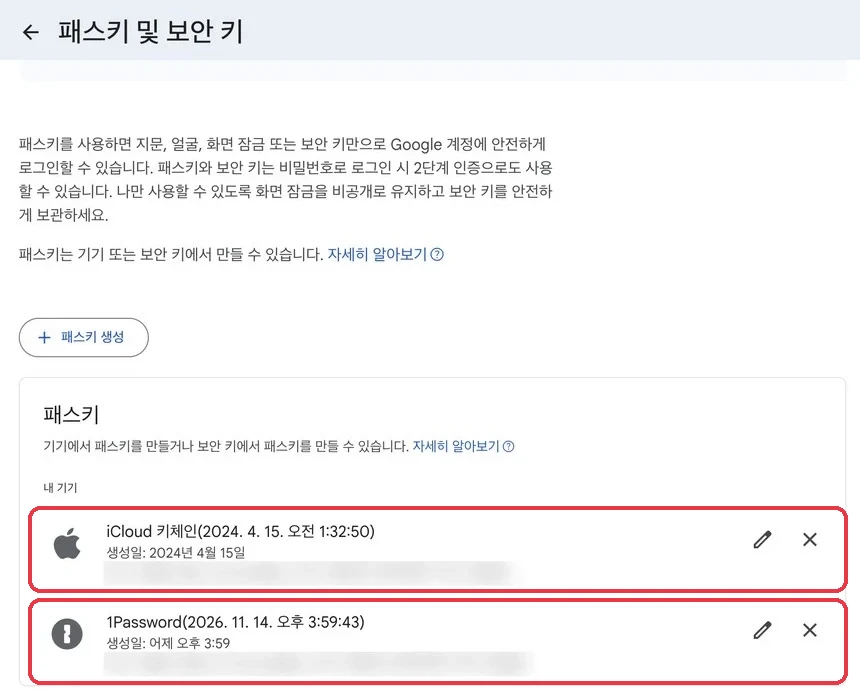 패스키 및 보안 키
패스키를 사용하면 지문, 얼굴, 화면 잠금 또는 보안 키만으로 Google 계정에 안전하게
로그인할 수 있습니다. 패스키와 보안 키는 비밀번호로 로그인 시 2단계 인증으로도 사용
할 수 있습니다. 나만 사용할 수 있도록 화면 잠금을 비공개로 유지하고 보안 키를 안전하
게 보관하세요.
패스키는 기기 또는 보안 키에서 만들 수 있습니다. 자세히 알아보기
패스키 생성
패스키
기기에서 패스키를 만들거나 보안 키에서 패스키를 만들 수 있습니다. 자세히 알아보기
내 기기
iCloud 키체인(2024. 4. 15. 오전 1:32:50)
생성일: 2024년 4월 15일
1Password(2026. 11. 14. 오후 3:59:43)
생성일: 어제 오후 3:59